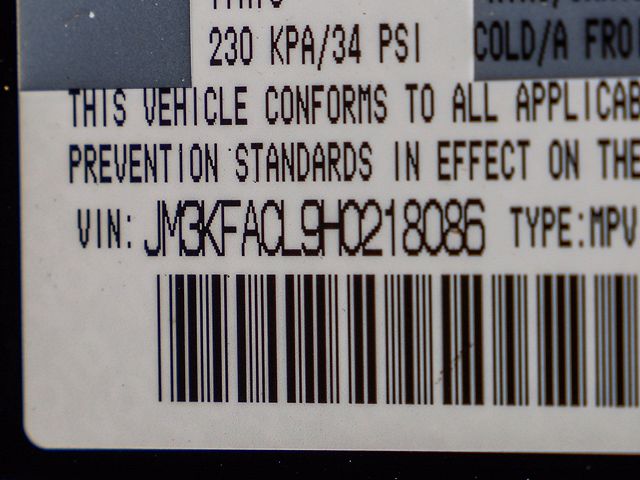 230 KPA/34 PSI COLD/A FRO
THIS VEHICLE CONFORMS TO ALL APPLICAB
PREVENTION STANDARDS IN EFFECT ON THE
VIN: JM3KFACL9H0218086 TYPE:MPV